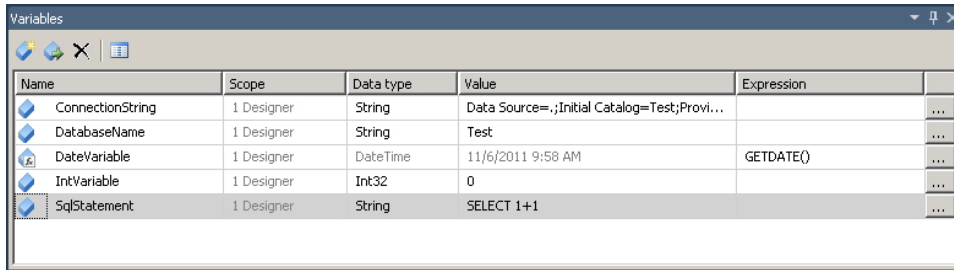 Variables
Name Scope Data type Value Expression
ConnectionString 1 Designer String Data Source=.;Initial Catalog=Test;Provi... ...
DatabaseName 1 Designer String Test ...
DateVariable 1 Designer DateTime 11/6/2011 9:58 AM GETDATE() ...
IntVariable 1 Designer Int32 0 ...
SqlStatement 1 Designer String SELECT 1+1 ...